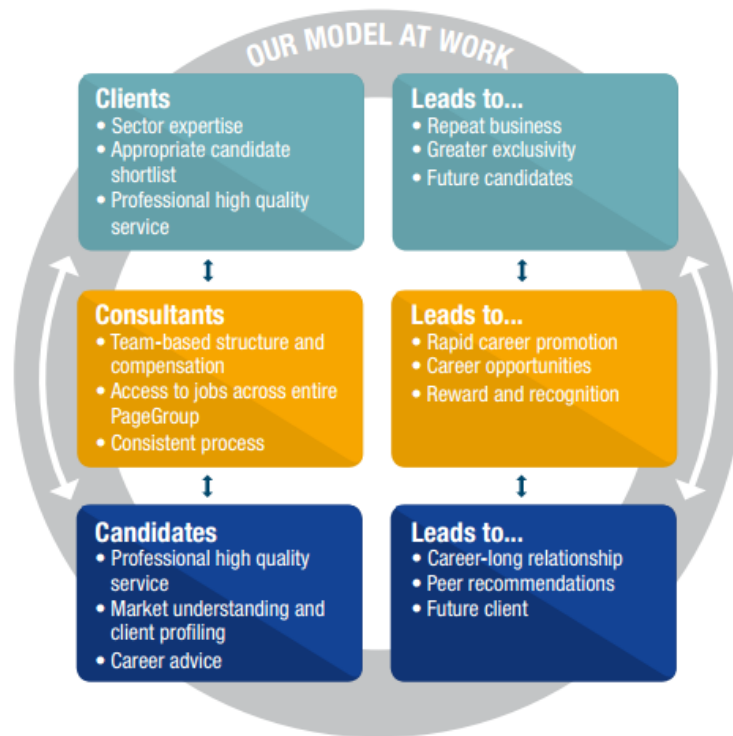 OUR MODEL AT WORK
Clients
• Sector expertise
• Appropriate candidate
shortlist
• Professional high quality
service
Leads to...
• Repeat business
• Greater exclusivity
• Future candidates
Consultants
• Team-based structure and
compensation
• Access to jobs across entire
PageGroup
• Consistent process
Leads to...
• Rapid career promotion
• Career opportunities
• Reward and recognition
Candidates
• Professional high quality
service
• Market understanding and
client profiling
• Career advice
Leads to...
• Career-long relationship
• Peer recommendations
• Future client